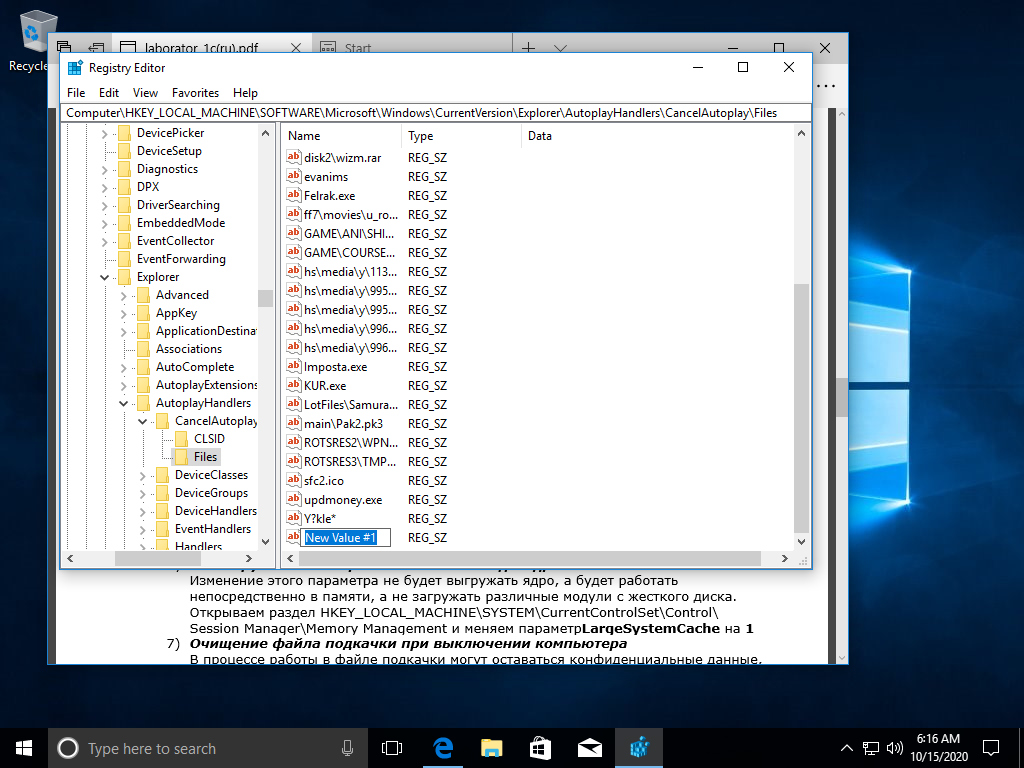 Recycle
laborator_1c(ru).pdf
Start
Registry Editor
File Edit View Favorites Help
Computer\HKEY_LOCAL_MACHINE\SOFTWARE\Microsoft\Windows\CurrentVersion\Explorer\AutoplayHandlers\CancelAutoplay\Files
DevicePicker
DeviceSetup
Diagnostics
DPX
DriverSearching
EmbeddedMode
EventCollector
EventForwarding
Explorer
Advanced
AppKey
ApplicationDestina
Associations
AutoComplete
AutoplayExtensions
AutoplayHandlers
CancelAutoplay
CLSID
Files
DeviceClasses
DeviceGroups
DeviceHandlers
EventHandlers
Handlers
Name Type Data
disk2\wizm.rar REG_SZ
evanims REG_SZ
Felrak.exe REG_SZ
ff7\movies\u_ro... REG_SZ
GAME\ANI\SHI... REG_SZ
GAME\COURSE... REG_SZ
hs\media\y\113... REG_SZ
hs\media\y\995... REG_SZ
hs\media\y\995... REG_SZ
hs\media\y\996... REG_SZ
hs\media\y\996... REG_SZ
Imposta.exe REG_SZ
KUR.exe REG_SZ
LotFiles\Samura... REG_SZ
main\Pak2.pk3 REG_SZ
ROTSRES2\WPN... REG_SZ
ROTSRES3\TMP... REG_SZ
sfc2.ico REG_SZ
updmoney.exe REG_SZ
Y?kle* REG_SZ
New Value #1 REG_SZ
Изменение этого параметра не будет выгружать ядро, а будет работать
непосредственно в памяти, а не загружать различные модули с жесткого диска.
Открываем раздел HKEY_LOCAL_MACHINE\SYSTEM\CurrentControlSet\Control\
Session Manager\Memory Management и меняем параметрLargeSystemCache на 1
7) Очищение файла подкачки при выключении компьютера
В процессе работы в файле подкачки могут оставаться конфиденциальные данные,
Type here to search
6:16 AM
10/15/2020